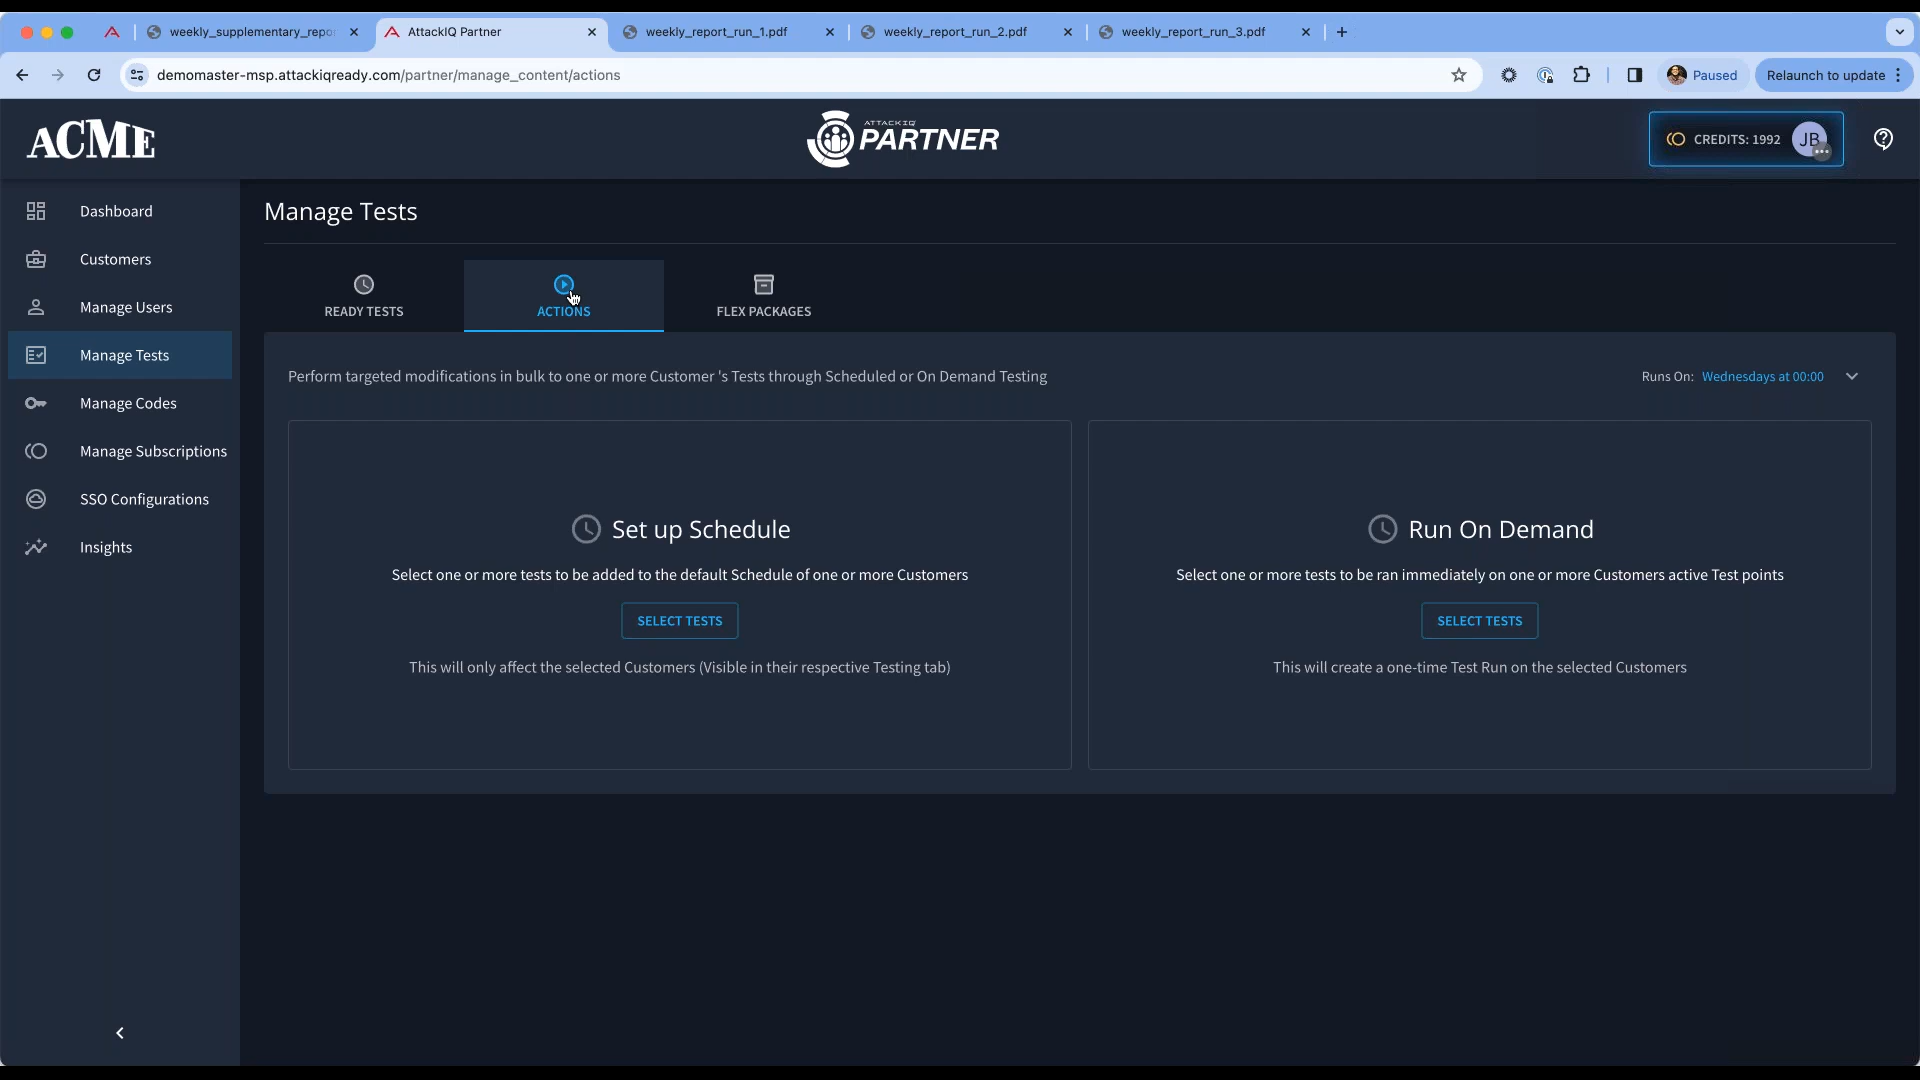 weekly_supplementary_repo
AttackIQ Partner
weekly_report_run_1.pdf
weekly_report_run_2.pdf
weekly_report_run_3.pdf
demomaster-msp.attackiqready.com/partner/manage_content/actions
Paused
Relaunch to update
ACME
ATTACKIQ
PARTNER
CREDITS: 1992
JB
Dashboard
Customers
Manage Users
Manage Tests
Manage Codes
Manage Subscriptions
SSO Configurations
Insights
Manage Tests
READY TESTS
ACTIONS
FLEX PACKAGES
Perform targeted modifications in bulk to one or more Customer 's Tests through Scheduled or On Demand Testing
Runs On: Wednesdays at 00:00
Set up Schedule
Select one or more tests to be added to the default Schedule of one or more Customers
SELECT TESTS
This will only affect the selected Customers (Visible in their respective Testing tab)
Run On Demand
Select one or more tests to be ran immediately on one or more Customers active Test points
SELECT TESTS
This will create a one-time Test Run on the selected Customers